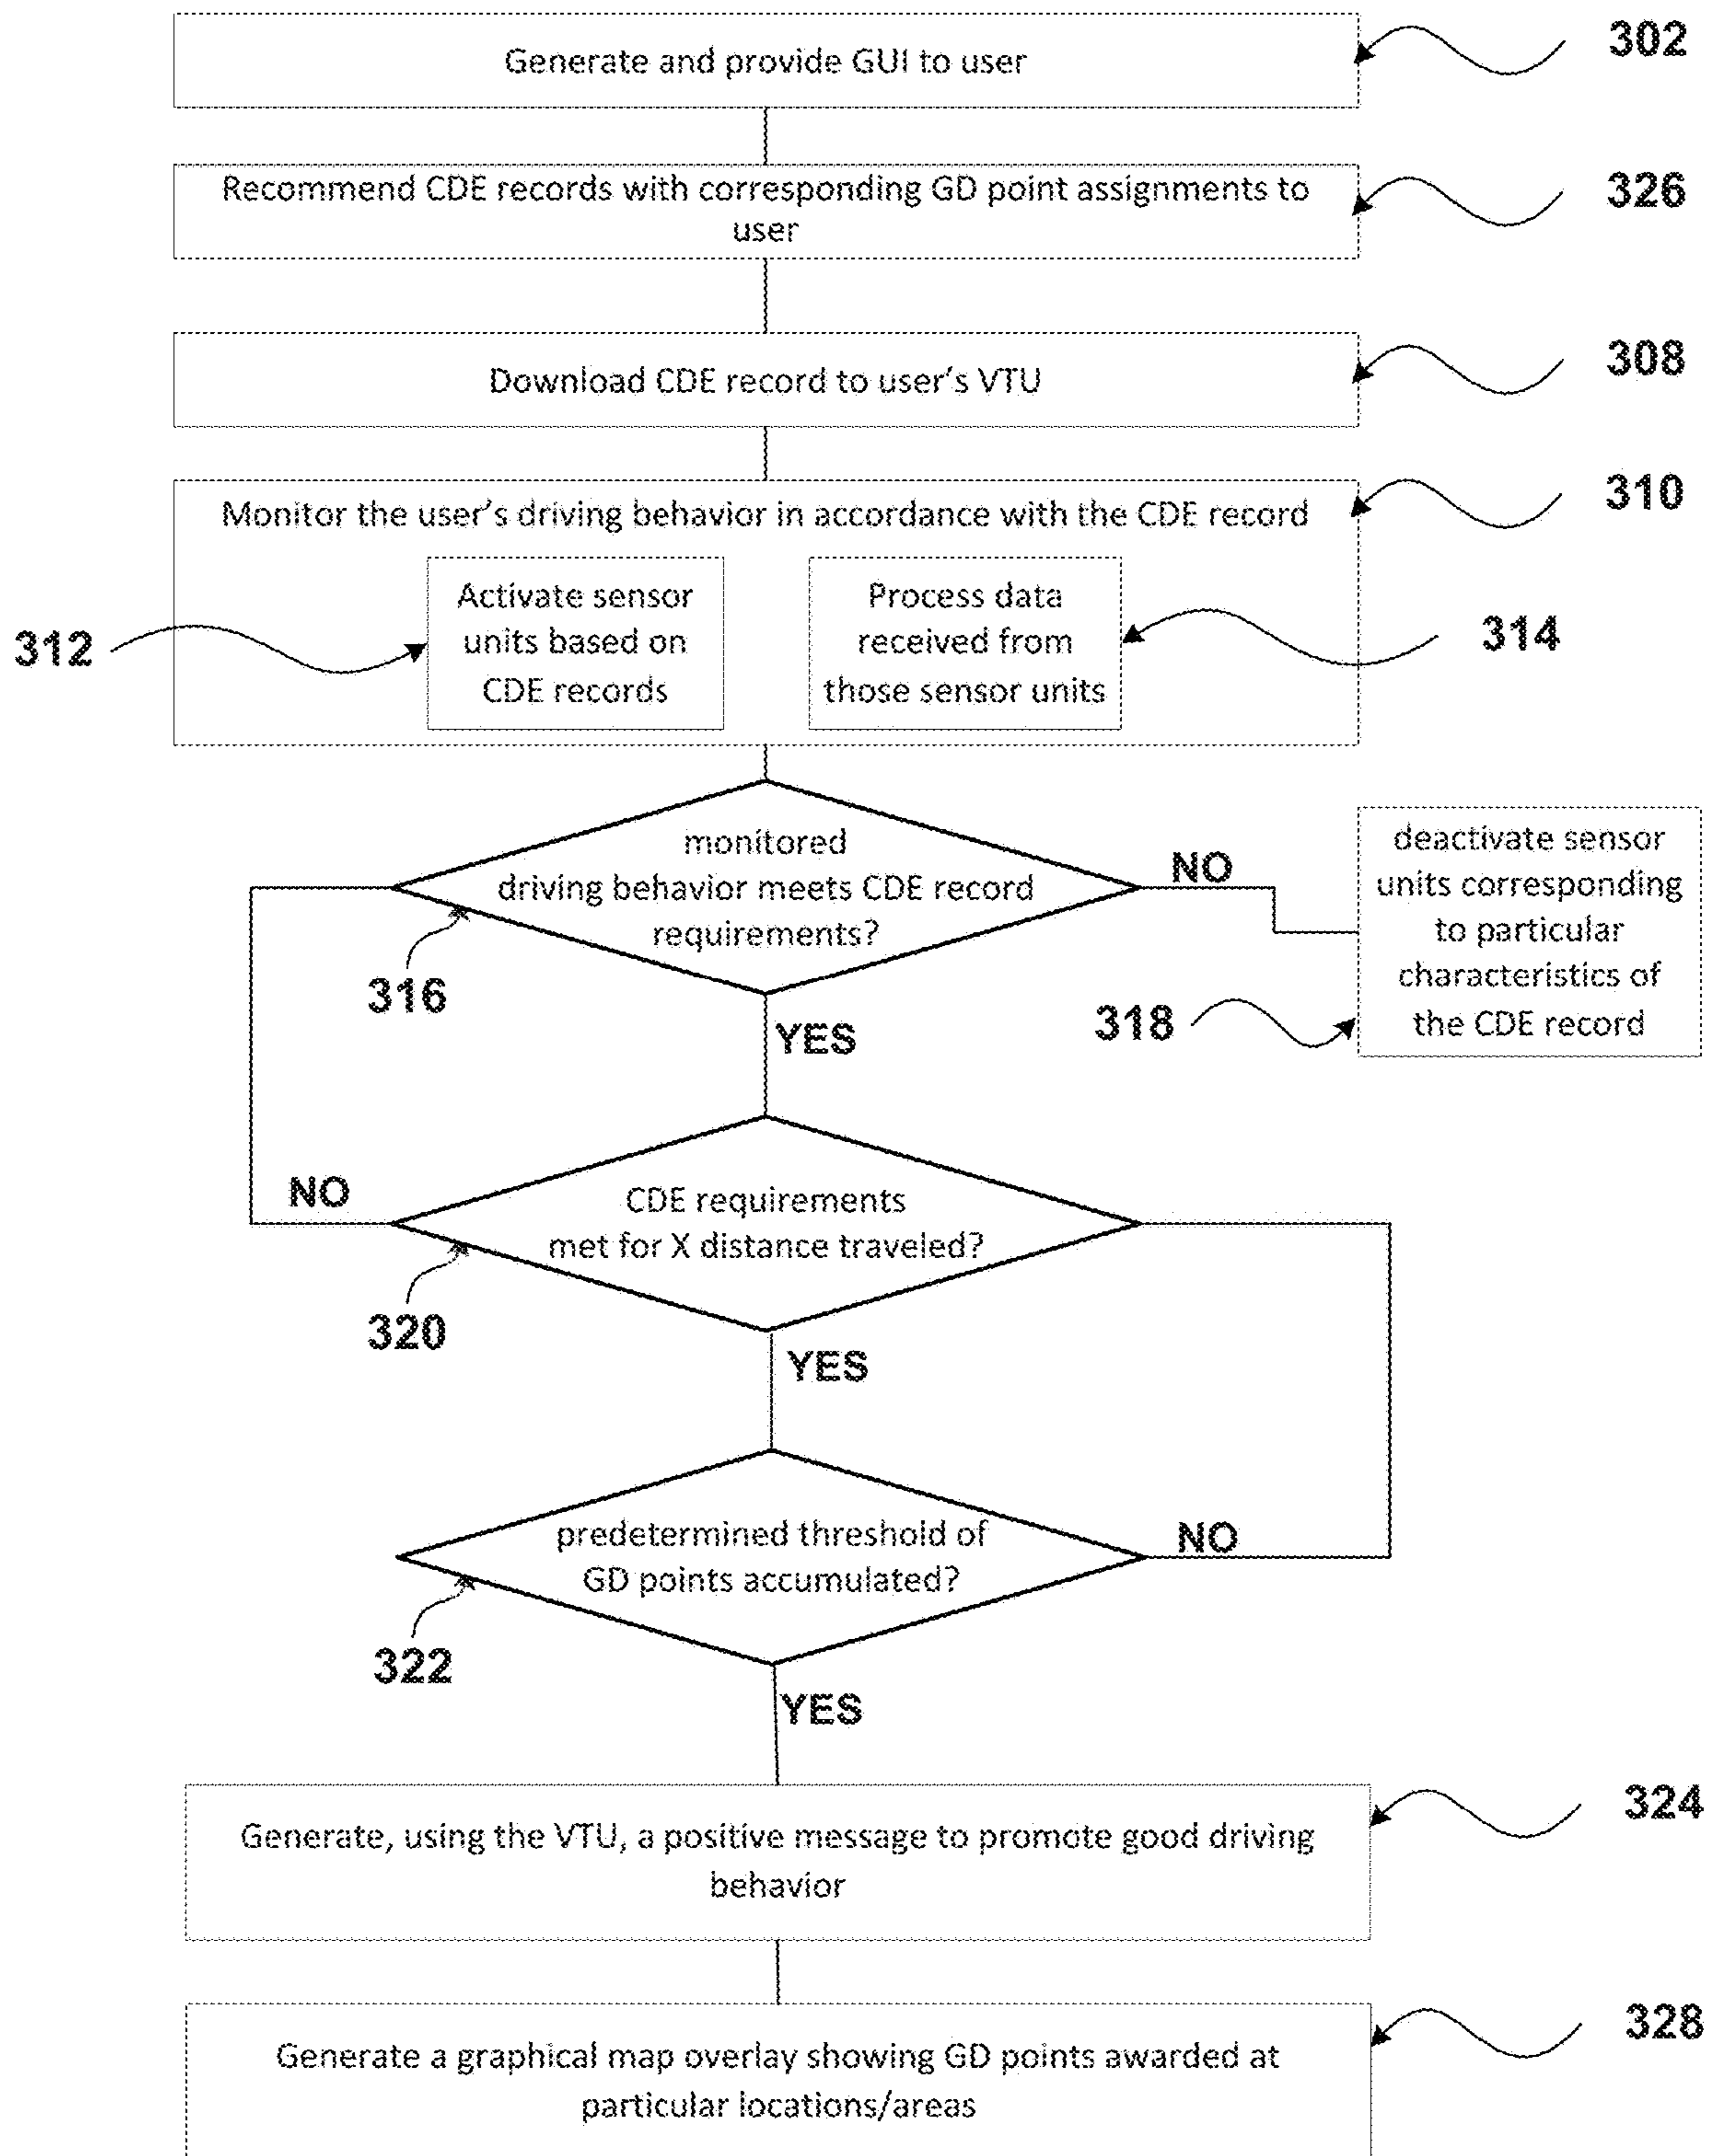 Generate and provide GUI to user
302
Recommend CDE records with corresponding GD point assignments to
user
326
Download CDE record to user's VTU
308
Monitor the user's driving behavior in accordance with the CDE record
310
Activate sensor
units based on
CDE records
312
Process data
received from
those sensor units
314
monitored
driving behavior meets CDE record
requirements?
316
NO
deactivate sensor
units corresponding
to particular
characteristics of
the CDE record
318
YES
NO
CDE requirements
met for X distance traveled?
320
YES
predetermined threshold of
GD points accumulated?
322
NO
YES
Generate, using the VTU, a positive message to promote good driving
behavior
324
Generate a graphical map overlay showing GD points awarded at
particular locations/areas
328